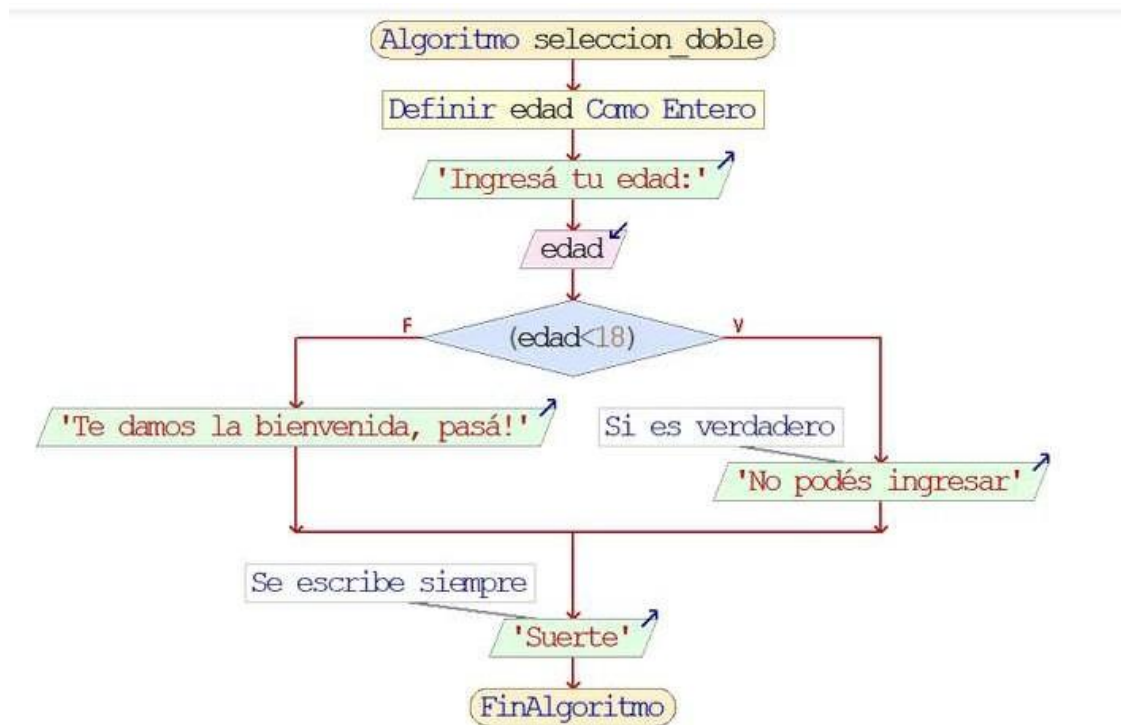 Algoritmo seleccion_doble
Definir edad Como Entero
'Ingresá tu edad:'
edad
F
V
(edad<18)
'Te damos la bienvenida, pasá!'
Si es verdadero
'No podés ingresar'
Se escribe siempre
'Suerte'
FinAlgoritmo